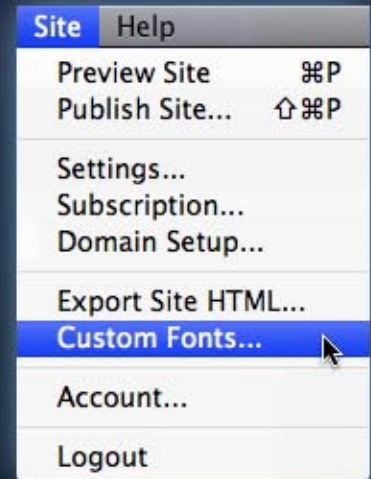 Site Help
Preview Site ⌘P
Publish Site... ⇧⌘P
Settings...
Subscription...
Domain Setup...
Export Site HTML...
Custom Fonts...
Account...
Logout